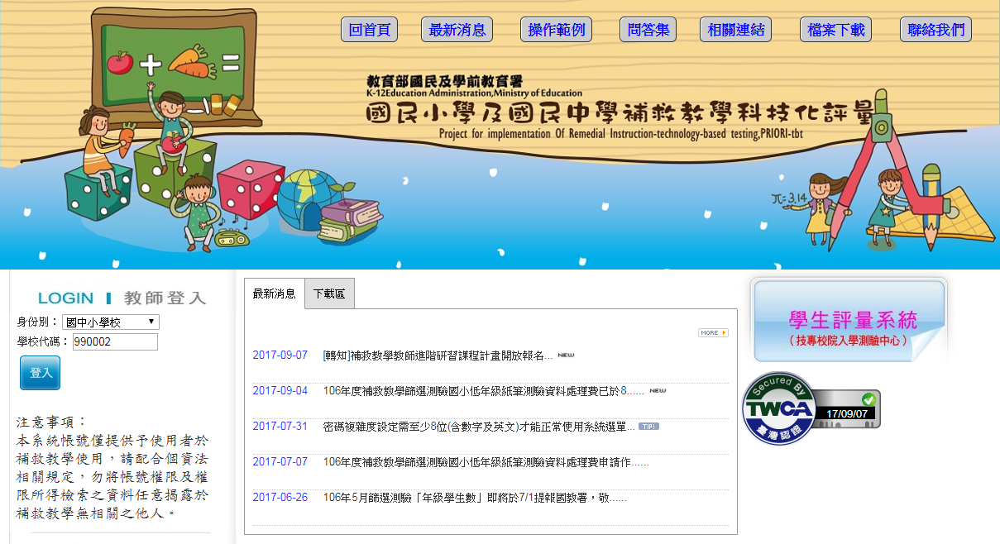 回首頁 最新消息 操作範例 問答集 相關連結 檔案下載 聯絡我們
教育部國民及學前教育署
K-12Education Administration,Ministry of Education
國民小學及國民中學補救教學科技化評量
Project for implementation Of Remedial Instruction-technology-based testing,PRIORI-tbt
π=3.14
LOGIN 教師登入
身份別： 國中小學校
學校代碼： 990002
登入
注意事項：
本系統帳號僅提供予使用者於
補救教學使用，請配合個資法
相關規定，勿將帳號權限及權
限所得檢索之資料任意揭露於
補救教學無相關之他人。
最新消息 下載區
MORE
2017-09-07 [轉知]補救教學教師進階研習課程計畫開放報名... NEW
2017-09-04 106年度補救教學篩選測驗國小低年級紙筆測驗資料處理費已於8...... NEW
2017-07-31 密碼複雜度設定需至少8位(含數字及英文)才能正常使用系統選單... TIP!
2017-07-07 106年度補救教學篩選測驗國小低年級紙筆測驗資料處理費申請作......
2017-06-26 106年5月篩選測驗「年級學生數」即將於7/1提報國教署，敬......
學生評量系統
（技專校院入學測驗中心）
Secured By
TWCA
臺灣認證
17/09/07